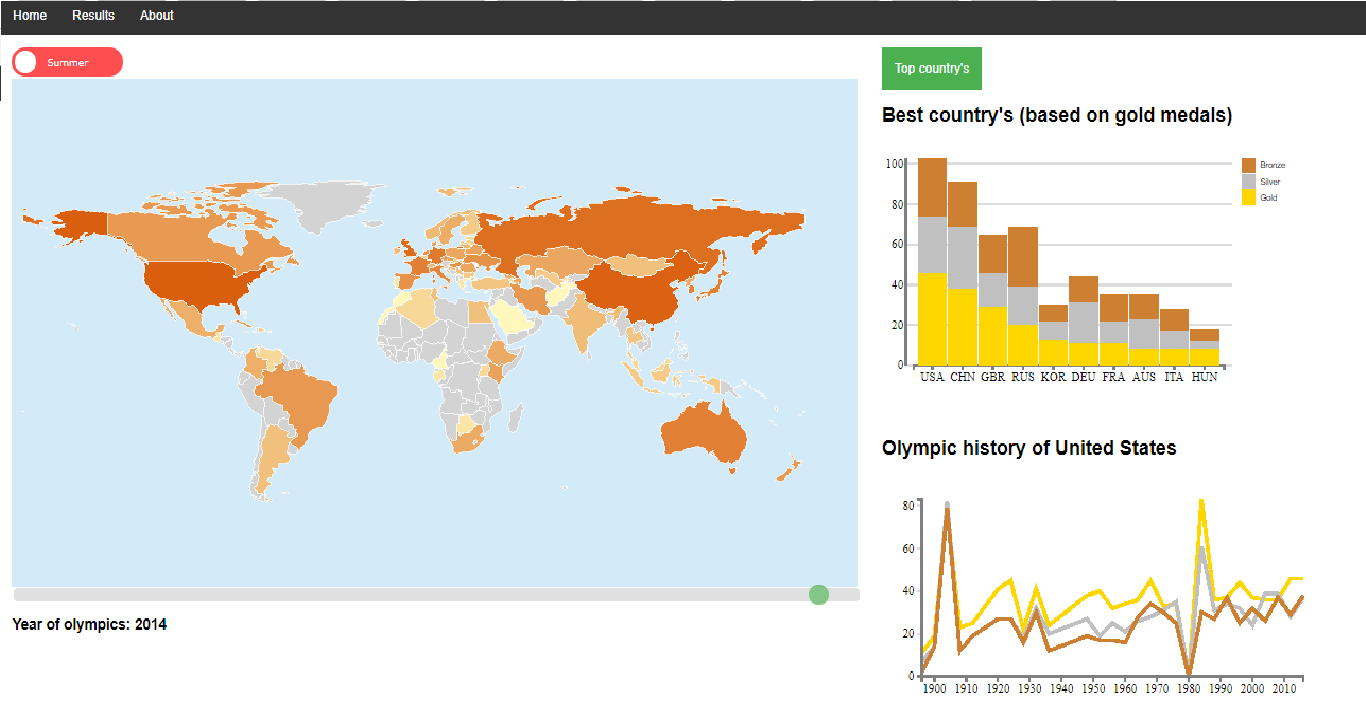 Home Results About
Summer
Year of olympics: 2014
Top country's
Best country's (based on gold medals)
100
80
60
40
20
0
USA CHN GBR RUS KOR DEU FRA AUS ITA HUN
Bronze
Silver
Gold
Olympic history of United States
80
60
40
20
0
1900 1910 1920 1930 1940 1950 1960 1970 1980 1990 2000 2010